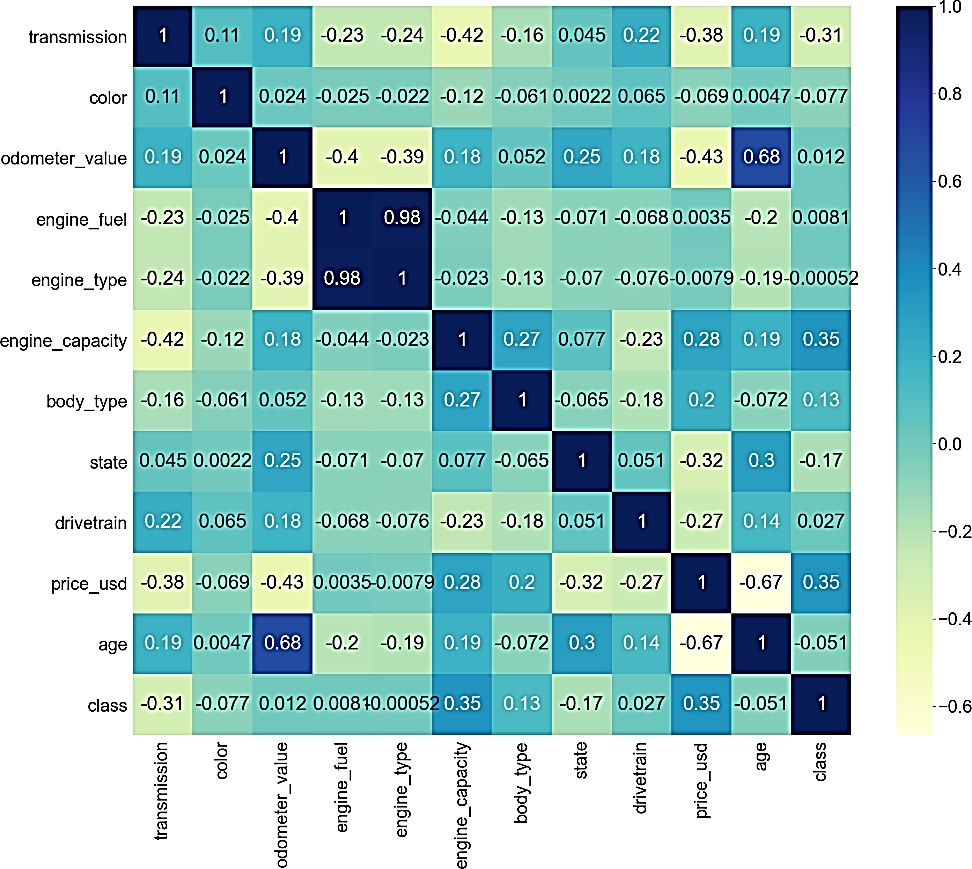 transmission 1 0.11 0.19 -0.23 -0.24 -0.42 -0.16 0.045 0.22 -0.38 0.19 -0.31
color 0.11 1 0.024 -0.025 -0.022 -0.12 -0.061 0.0022 0.065 -0.069 0.0047 -0.077
odometer_value 0.19 0.024 1 -0.4 -0.39 0.18 0.052 0.25 0.18 -0.43 0.68 0.012
engine_fuel -0.23 -0.025 -0.4 1 0.98 -0.044 -0.13 -0.071 -0.068 0.0035 -0.2 0.0081
engine_type -0.24 -0.022 -0.39 0.98 1 -0.023 -0.13 -0.07 -0.076 -0.0079 -0.19 -0.00052
engine_capacity -0.42 -0.12 0.18 -0.044 -0.023 1 0.27 0.077 -0.23 0.28 0.19 0.35
body_type -0.16 -0.061 0.052 -0.13 -0.13 0.27 1 -0.065 -0.18 0.2 -0.072 0.13
state 0.045 0.0022 0.25 -0.071 -0.07 0.077 -0.065 1 0.051 -0.32 0.3 -0.17
drivetrain 0.22 0.065 0.18 -0.068 -0.076 -0.23 -0.18 0.051 1 -0.27 0.14 0.027
price_usd -0.38 -0.069 -0.43 0.0035 -0.0079 0.28 0.2 -0.32 -0.27 1 -0.67 0.35
age 0.19 0.0047 0.68 -0.2 -0.19 0.19 -0.072 0.3 0.14 -0.67 1 -0.051
class -0.31 -0.077 0.012 0.0081 -0.00052 0.35 0.13 -0.17 0.027 0.35 -0.051 1
transmission
color
odometer_value
engine_fuel
engine_type
engine_capacity
body_type
state
drivetrain
price_usd
age
class
1.0
0.8
0.6
0.4
0.2
0.0
−0.2
−0.4
−0.6